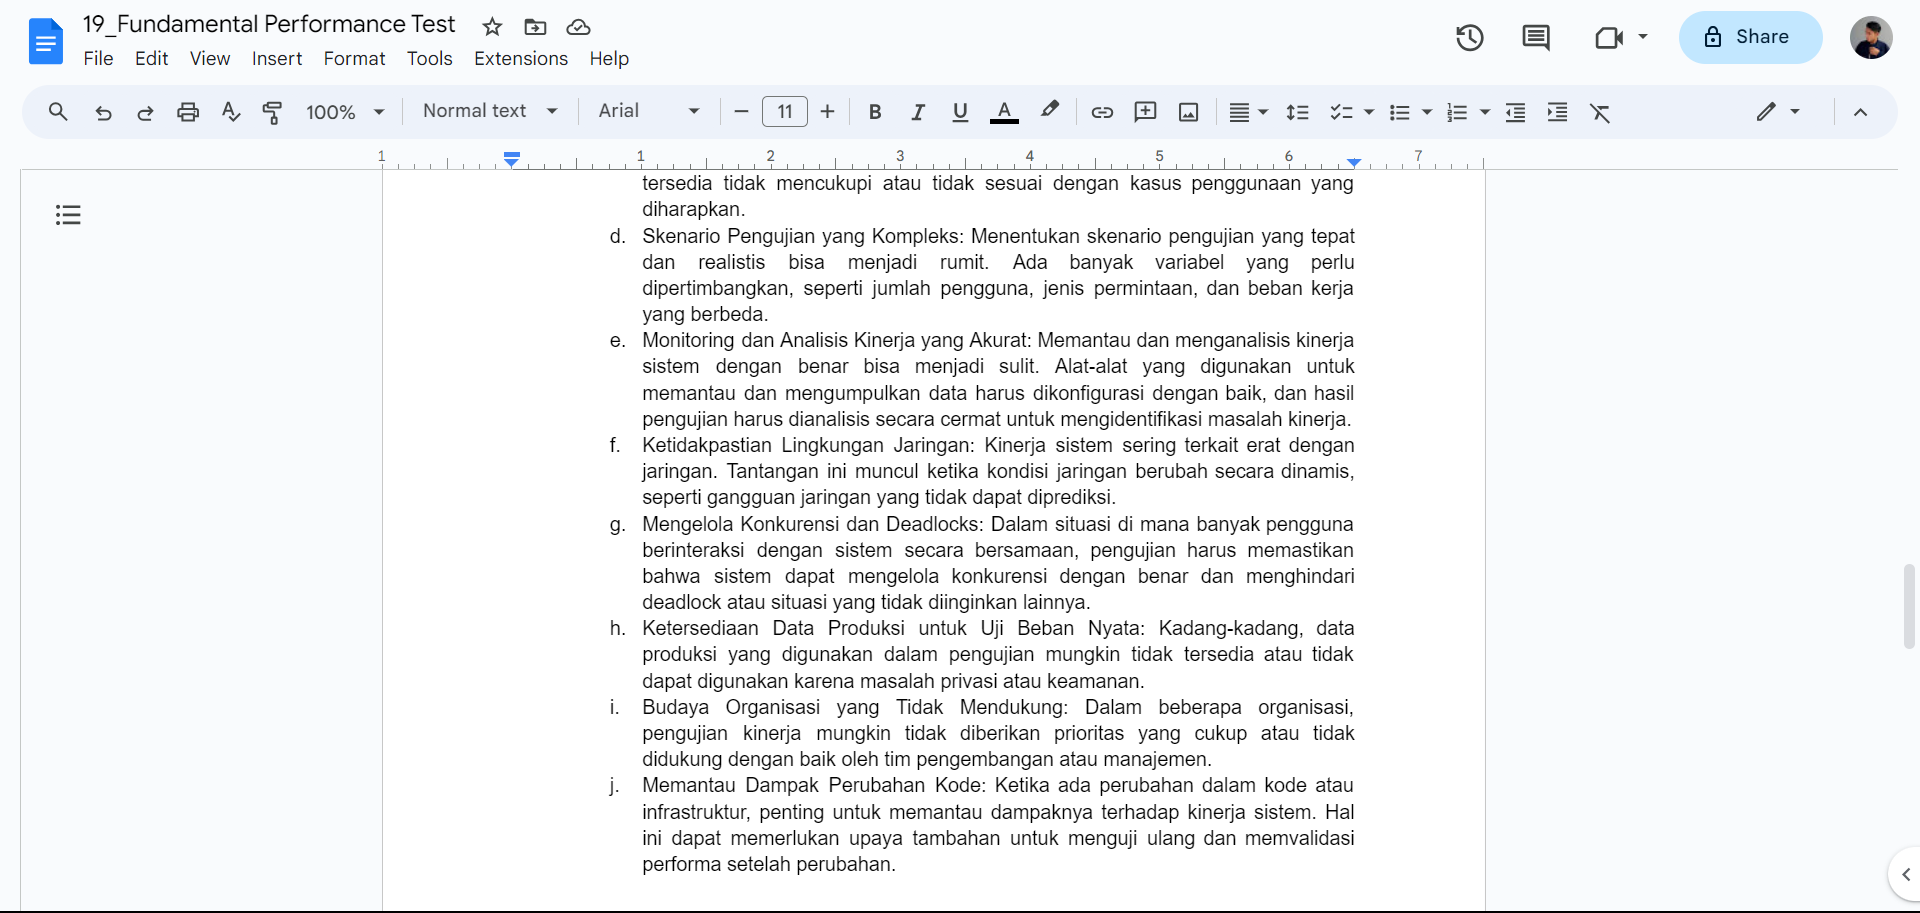 19_Fundamental Performance Test
File Edit View Insert Format Tools Extensions Help
Share
100% Normal text Arial 11 B I U A
1 1 2 3 4 5 6 7
tersedia tidak mencukupi atau tidak sesuai dengan kasus penggunaan yang
diharapkan.
d. Skenario Pengujian yang Kompleks: Menentukan skenario pengujian yang tepat
dan realistis bisa menjadi rumit. Ada banyak variabel yang perlu
dipertimbangkan, seperti jumlah pengguna, jenis permintaan, dan beban kerja
yang berbeda.
e. Monitoring dan Analisis Kinerja yang Akurat: Memantau dan menganalisis kinerja
sistem dengan benar bisa menjadi sulit. Alat-alat yang digunakan untuk
memantau dan mengumpulkan data harus dikonfigurasi dengan baik, dan hasil
pengujian harus dianalisis secara cermat untuk mengidentifikasi masalah kinerja.
f. Ketidakpastian Lingkungan Jaringan: Kinerja sistem sering terkait erat dengan
jaringan. Tantangan ini muncul ketika kondisi jaringan berubah secara dinamis,
seperti gangguan jaringan yang tidak dapat diprediksi.
g. Mengelola Konkurensi dan Deadlocks: Dalam situasi di mana banyak pengguna
berinteraksi dengan sistem secara bersamaan, pengujian harus memastikan
bahwa sistem dapat mengelola konkurensi dengan benar dan menghindari
deadlock atau situasi yang tidak diinginkan lainnya.
h. Ketersediaan Data Produksi untuk Uji Beban Nyata: Kadang-kadang, data
produksi yang digunakan dalam pengujian mungkin tidak tersedia atau tidak
dapat digunakan karena masalah privasi atau keamanan.
i. Budaya Organisasi yang Tidak Mendukung: Dalam beberapa organisasi,
pengujian kinerja mungkin tidak diberikan prioritas yang cukup atau tidak
didukung dengan baik oleh tim pengembangan atau manajemen.
j. Memantau Dampak Perubahan Kode: Ketika ada perubahan dalam kode atau
infrastruktur, penting untuk memantau dampaknya terhadap kinerja sistem. Hal
ini dapat memerlukan upaya tambahan untuk menguji ulang dan memvalidasi
performa setelah perubahan.